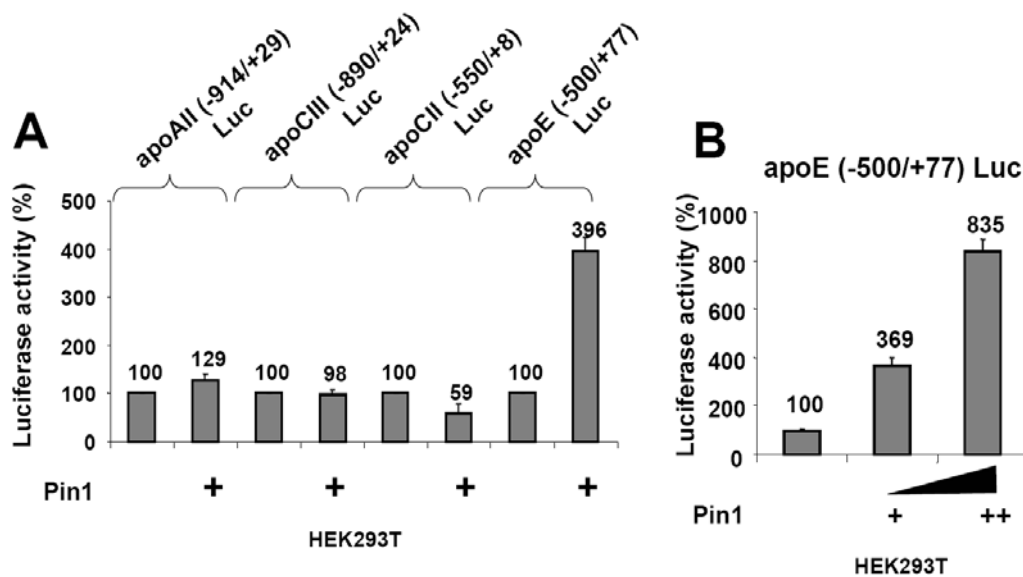 A
apoAII (-914/+29)
Luc
apoCIII (-890/+24)
Luc
apoCII (-550/+8)
Luc
apoE (-500/+77)
Luc
Luciferase activity (%)
500
400
300
200
100
0
100
129
100
98
100
59
100
396
Pin1
+
+
+
+
HEK293T
B
apoE (-500/+77) Luc
Luciferase activity (%)
1000
800
600
400
200
0
100
369
835
Pin1
+
++
HEK293T